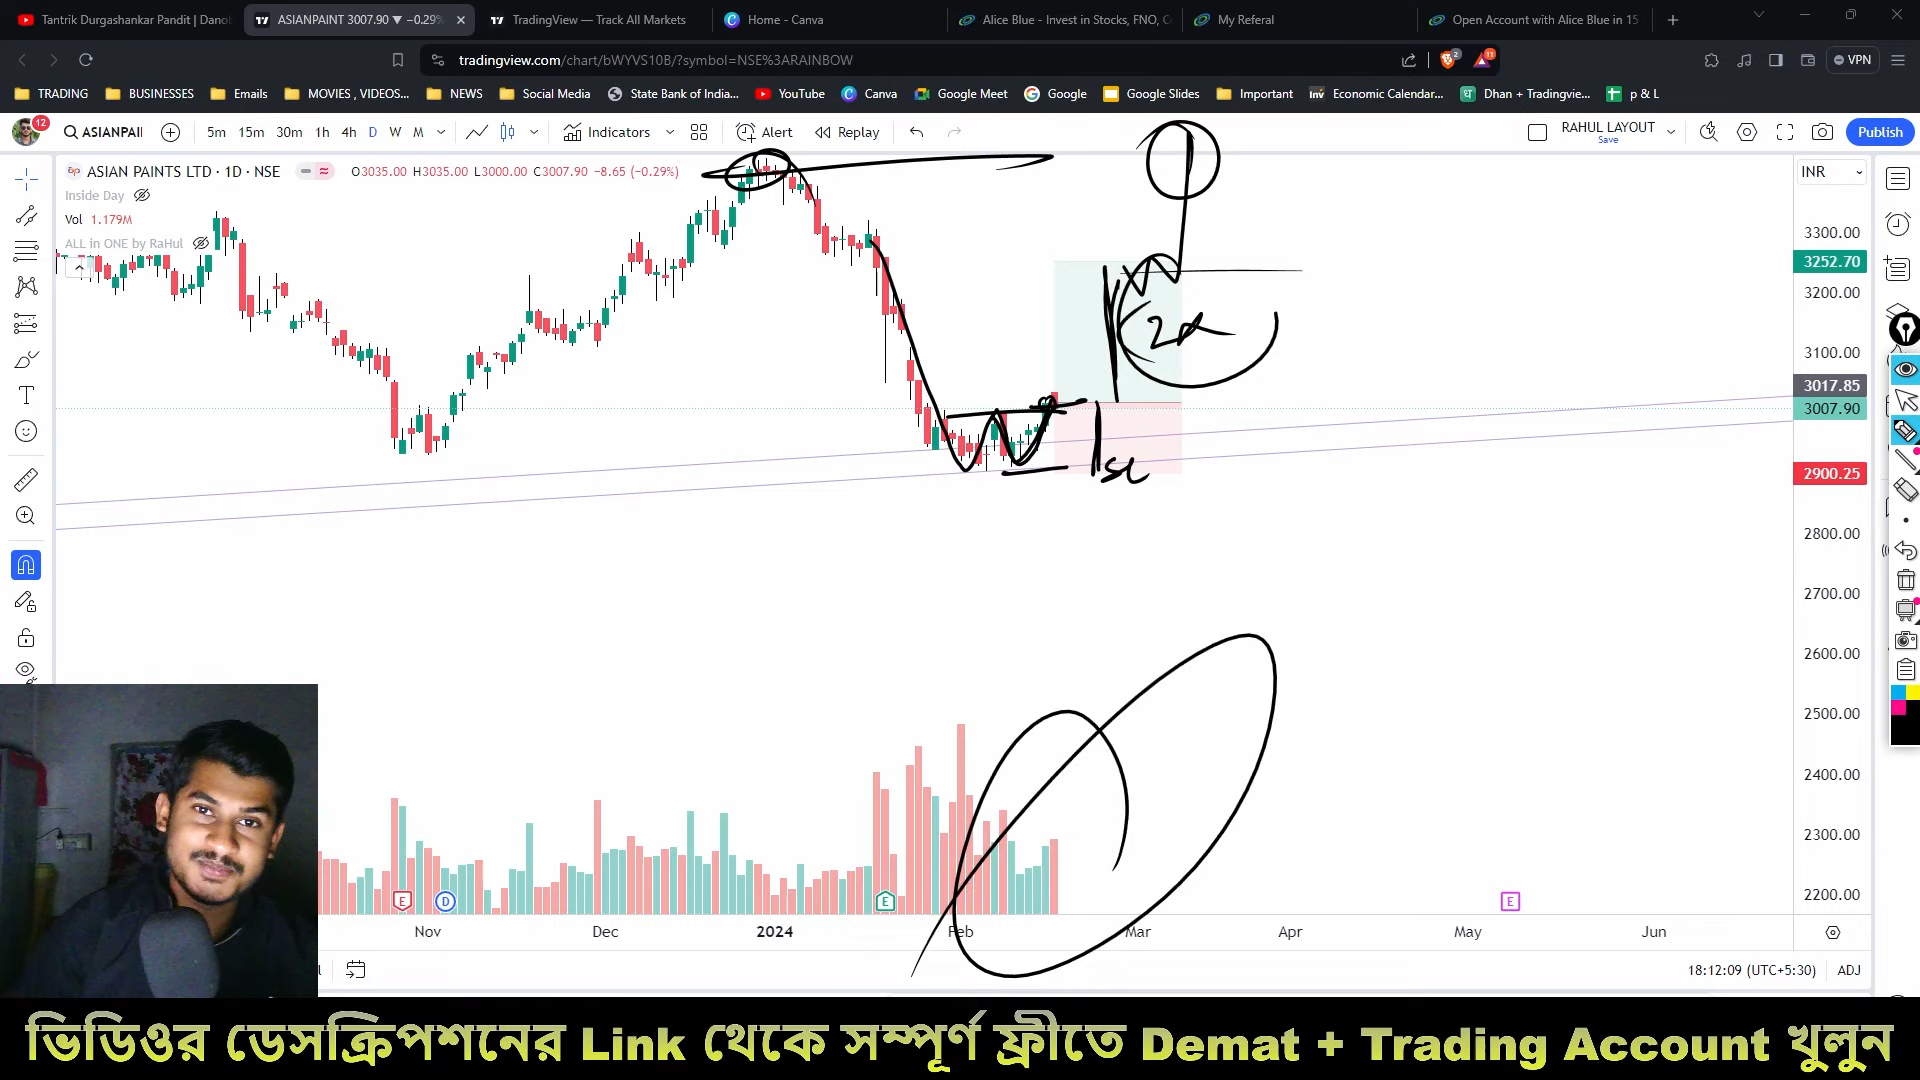 Tantrik Durgashankar Pandit | Dano
ASIANPAINT 3007.90 ▼ −0.29%
TradingView — Track All Markets
Home - Canva
Alice Blue - Invest in Stocks, FNO, C
My Referal
Open Account with Alice Blue in 15
tradingview.com/chart/bWYVS10B/?symbol=NSE%3ARAINBOW
2
11
VPN
TRADING
BUSINESSES
Emails
MOVIES , VIDEOS...
NEWS
Social Media
State Bank of India...
YouTube
Canva
Google Meet
Google
Google Slides
Important
Economic Calendar...
Dhan + Tradingvie...
p & L
12
ASIANPAI
5m 15m 30m 1h 4h D W M
Indicators
Alert
Replay
RAHUL LAYOUT
Save
Publish
ASIAN PAINTS LTD · 1D · NSE
O3035.00 H3035.00 L3000.00 C3007.90 −8.65 (−0.29%)
INR
Inside Day
Vol 1.179M
ALL in ONE by RaHul
3300.00
3252.70
3200.00
3100.00
3017.85
3007.90
2900.25
2800.00
2700.00
2600.00
2500.00
2400.00
2300.00
2200.00
2x
1
SL
E
D
E
E
Nov
Dec
2024
Feb
Mar
Apr
May
Jun
18:12:09 (UTC+5:30)
ADJ
ভিডিওর ডেসক্রিপশনের Link থেকে সম্পূর্ণ ফ্রীতে Demat + Trading Account খুলুন